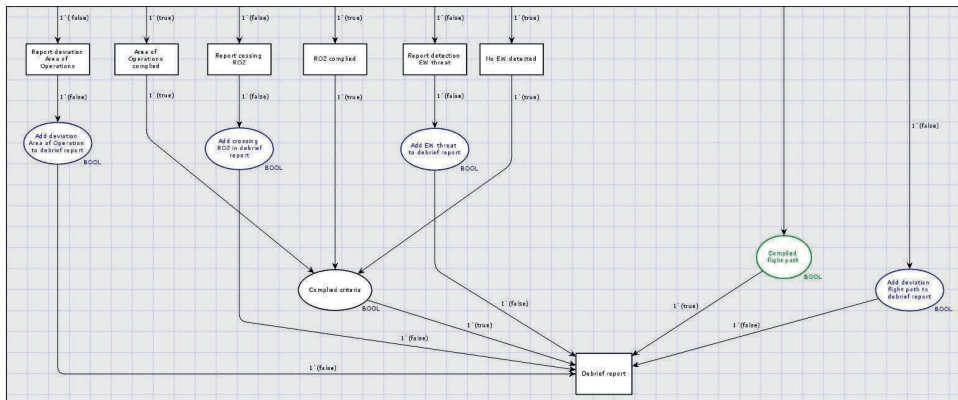 1`( false)
1`(true)
1`(false)
1`(true)
1`(false)
1`(true)
Report deviation
Area of
Operations
Area of
Operations
complied
Report cossing
ROZ
ROZ complied
Report detection
EW threat
No EW detected
1`(false)
1`(true)
1`(false)
1`(true)
1`(false)
1`(true)
1`(false)
Add deviation
Area of Operation
to debrief report
BOOL
Add crossing
ROZ in debrief
report
BOOL
Add EW threat
to debrief report
BOOL
Complied
flight path
BOOL
Complied criteria
BOOL
Add deviation
flight path to
debrief report
BOOL
1`(false)
1`(true)
1`(true)
1`(false)
1`(false)
1`(false)
Debrief report